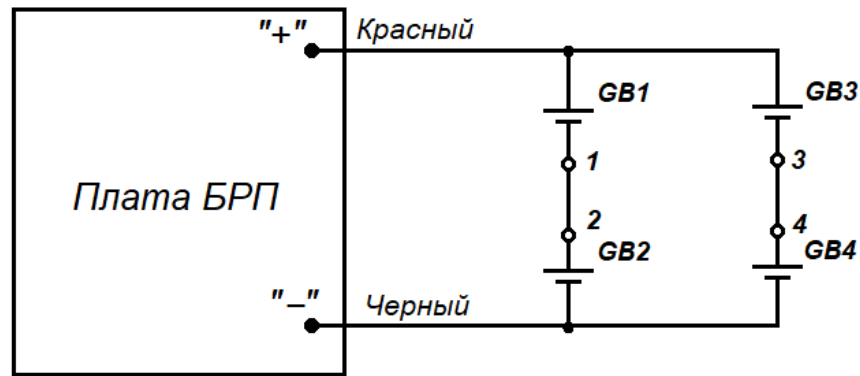 "+"
Красный
GB1
GB3
1
3
Плата БРП
2
4
GB2
GB4
"–"
Черный